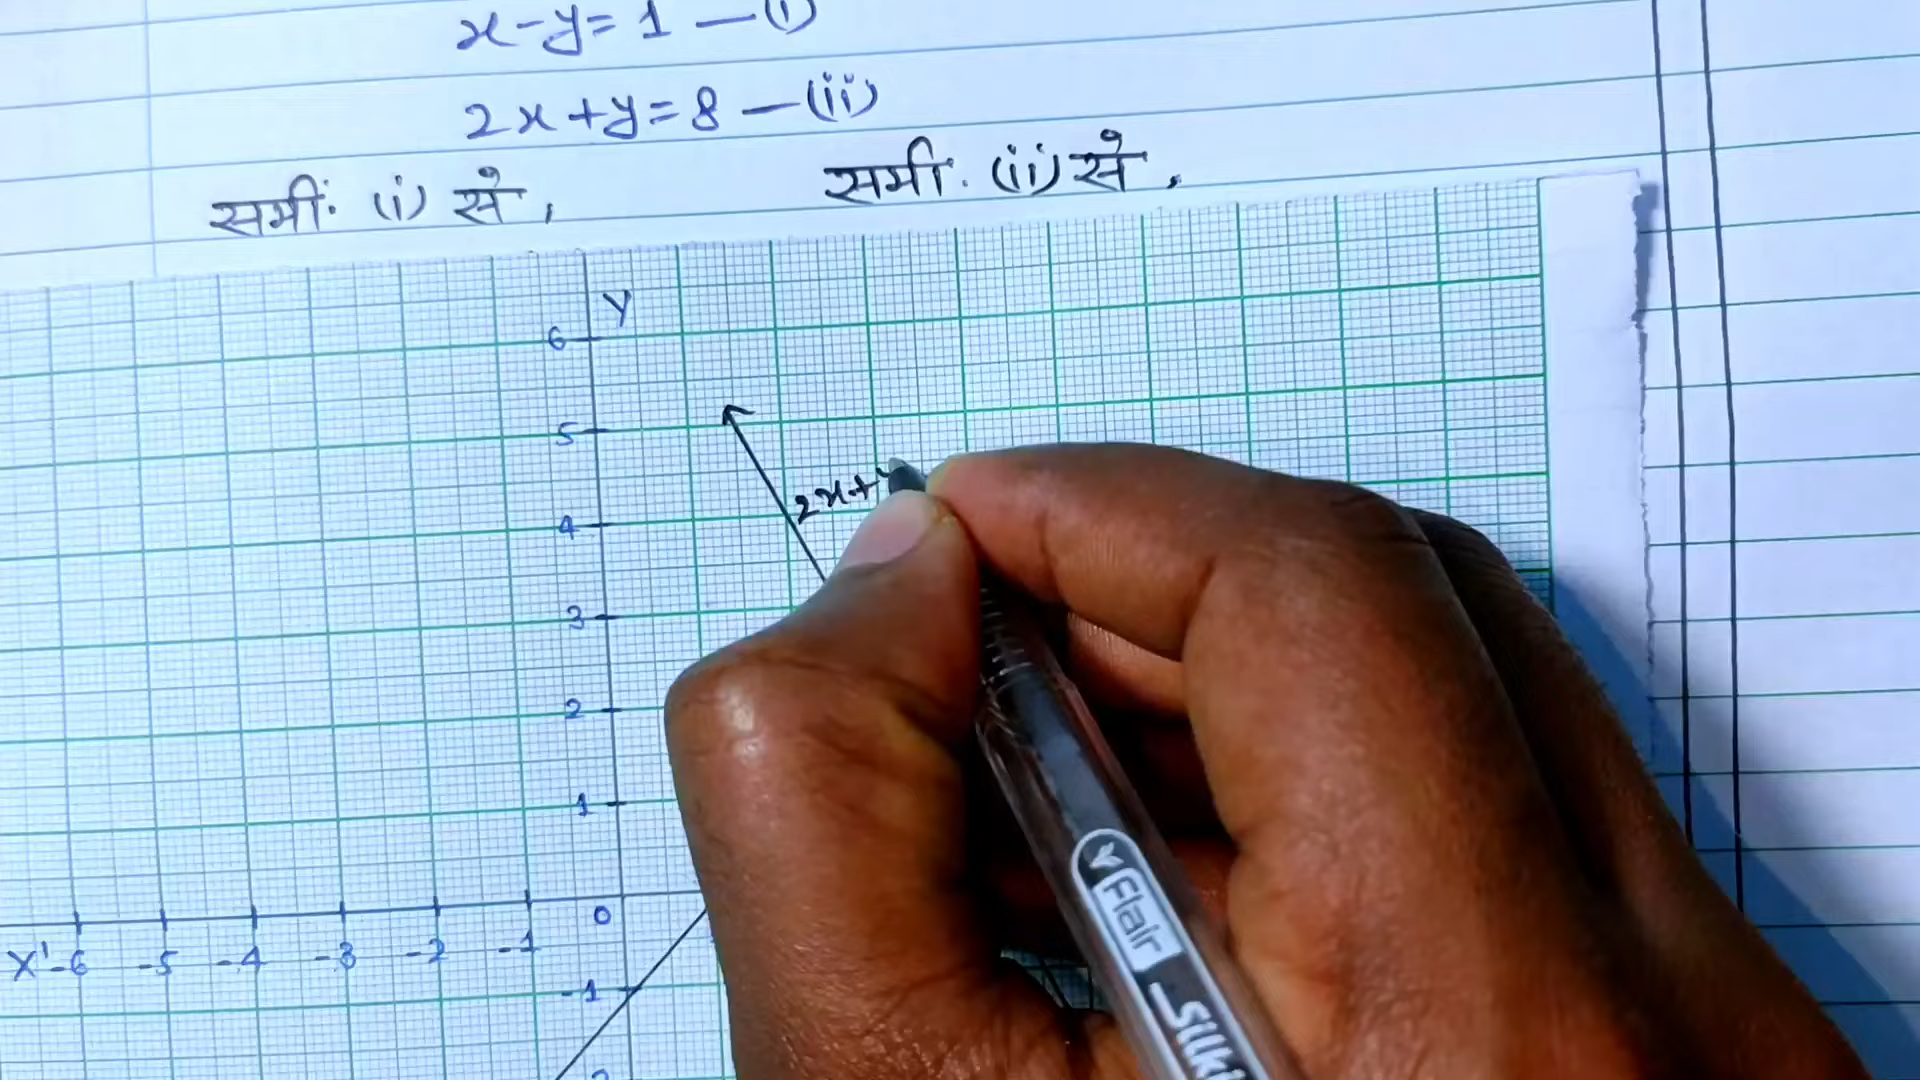 x-y=1 —(i)
2x+y=8 —(ii)
समीं. (i) से,
समी. (ii) से,
Y
6
5
2x+y
4
3
2
1
0
X' -6 -5 -4 -3 -2 -1
-1
Flair
Silki